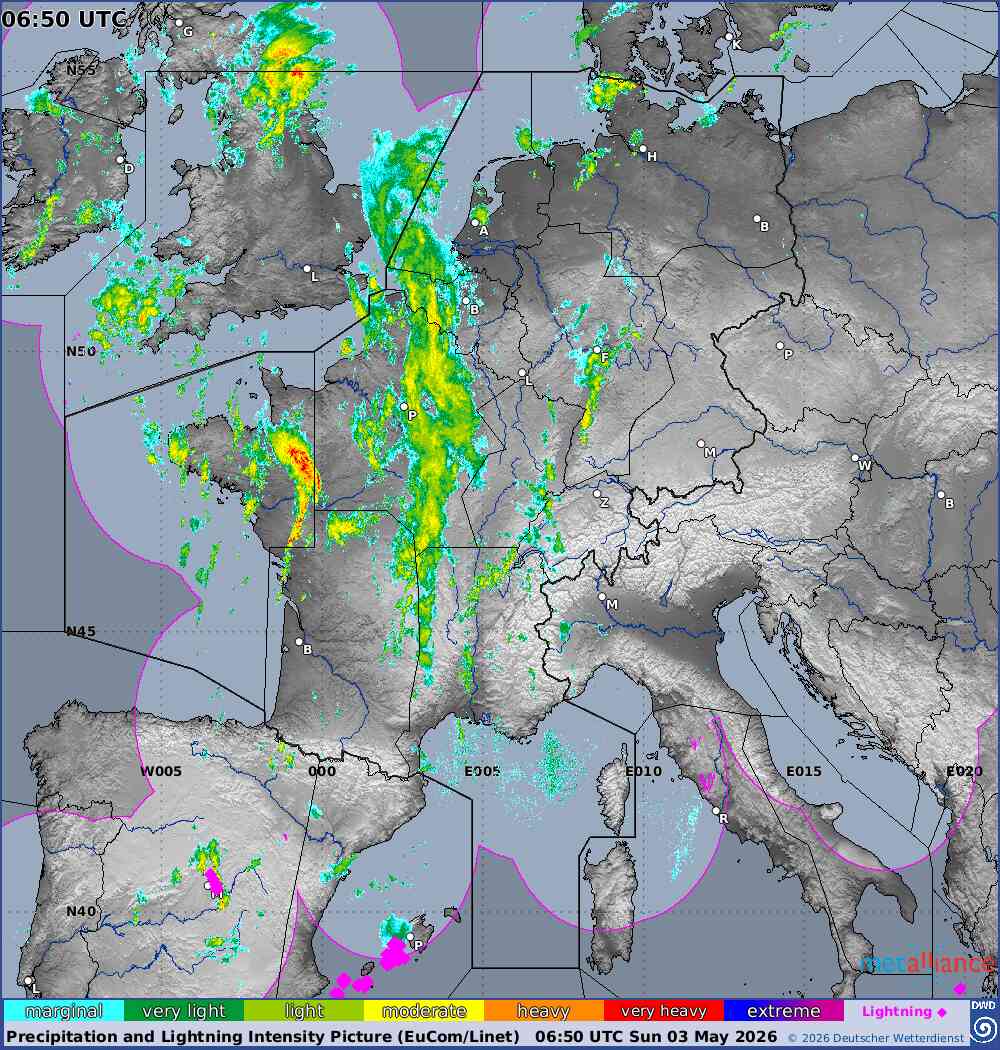 06:50 UTC
G
K
N55
H
D
A
B
L
B
N50
P
F
L
P
M
W
Z
B
M
N45
B
W005
000
E005
E010
E015
E020
R
M
N40
P
L
metalliance
marginal
very light
light
moderate
heavy
very heavy
extreme
Lightning
DWD
Precipitation and Lightning Intensity Picture (EuCom/Linet) 06:50 UTC Sun 03 May 2026 © 2026 Deutscher Wetterdienst